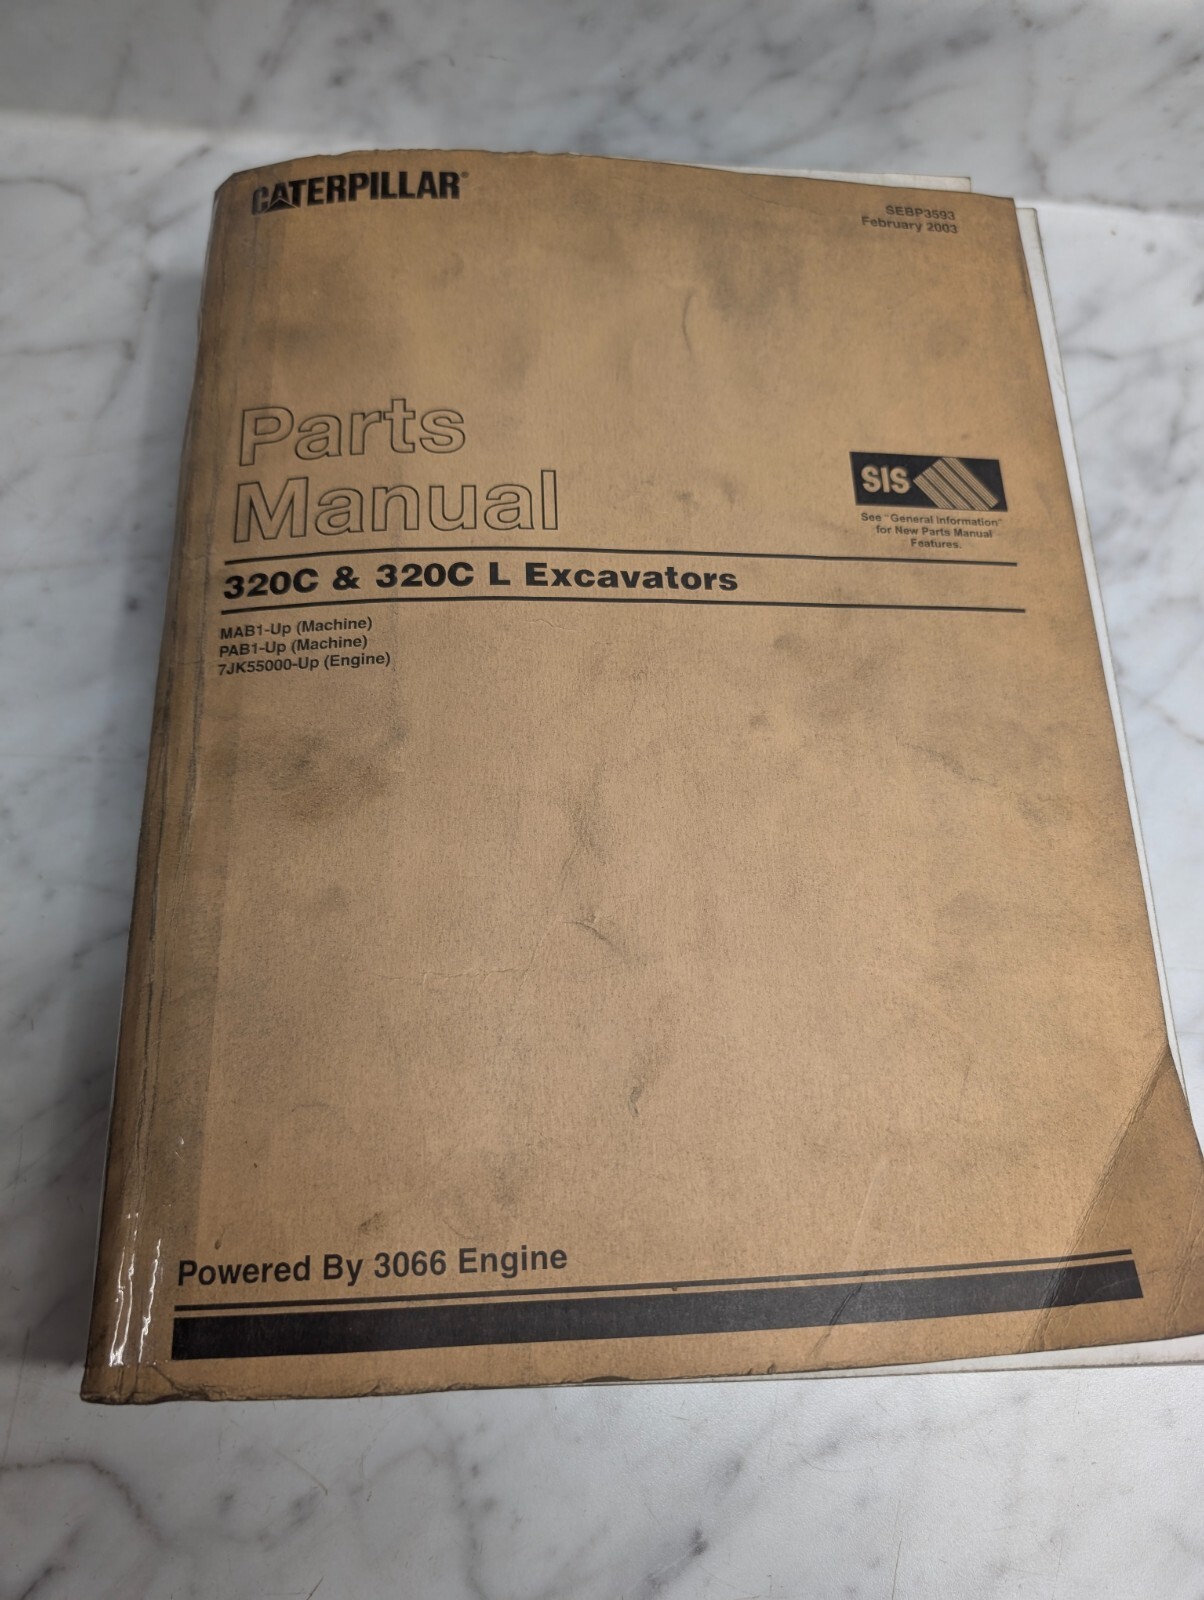 CATERPILLAR®
SEBP3593
February 2003
Parts
Manual
SIS
See "General Information"
for New Parts Manual
Features.
320C & 320C L Excavators
MAB1-Up (Machine)
PAB1-Up (Machine)
7JK55000-Up (Engine)
Powered By 3066 Engine